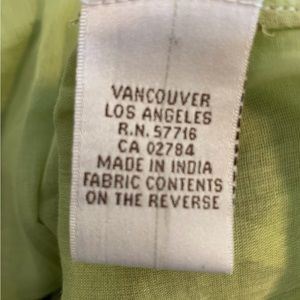 VANCOUVER
LOS ANGELES
R.N. 57716
CA 02784
MADE IN INDIA
FABRIC CONTENTS
ON THE REVERSE